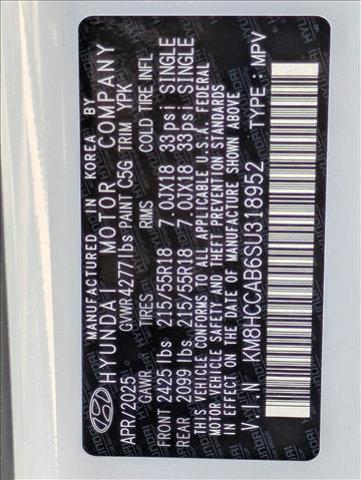 MANUFACTURED IN KOREA BY
HYUNDAI MOTOR COMPANY
APR/2025 GVWR4277lbs PAINT C5G TRIM YPK
GAWR TIRES RIMS COLD TIRE INFL
FRONT 2425 lbs 215/55R18 7.0JX18 33psi SINGLE
REAR 2099 lbs 215/55R18 7.0JX18 33psi SINGLE
THIS VEHICLE CONFORMS TO ALL APPLICABLE U.S.A. FEDERAL
MOTOR VEHICLE SAFETY AND THEFT PREVENTION STANDARDS
IN EFFECT ON THE DATE OF MANUFACTURE SHOWN ABOVE
V.I.N KM8HCCAB6SU318952 TYPE: MPV